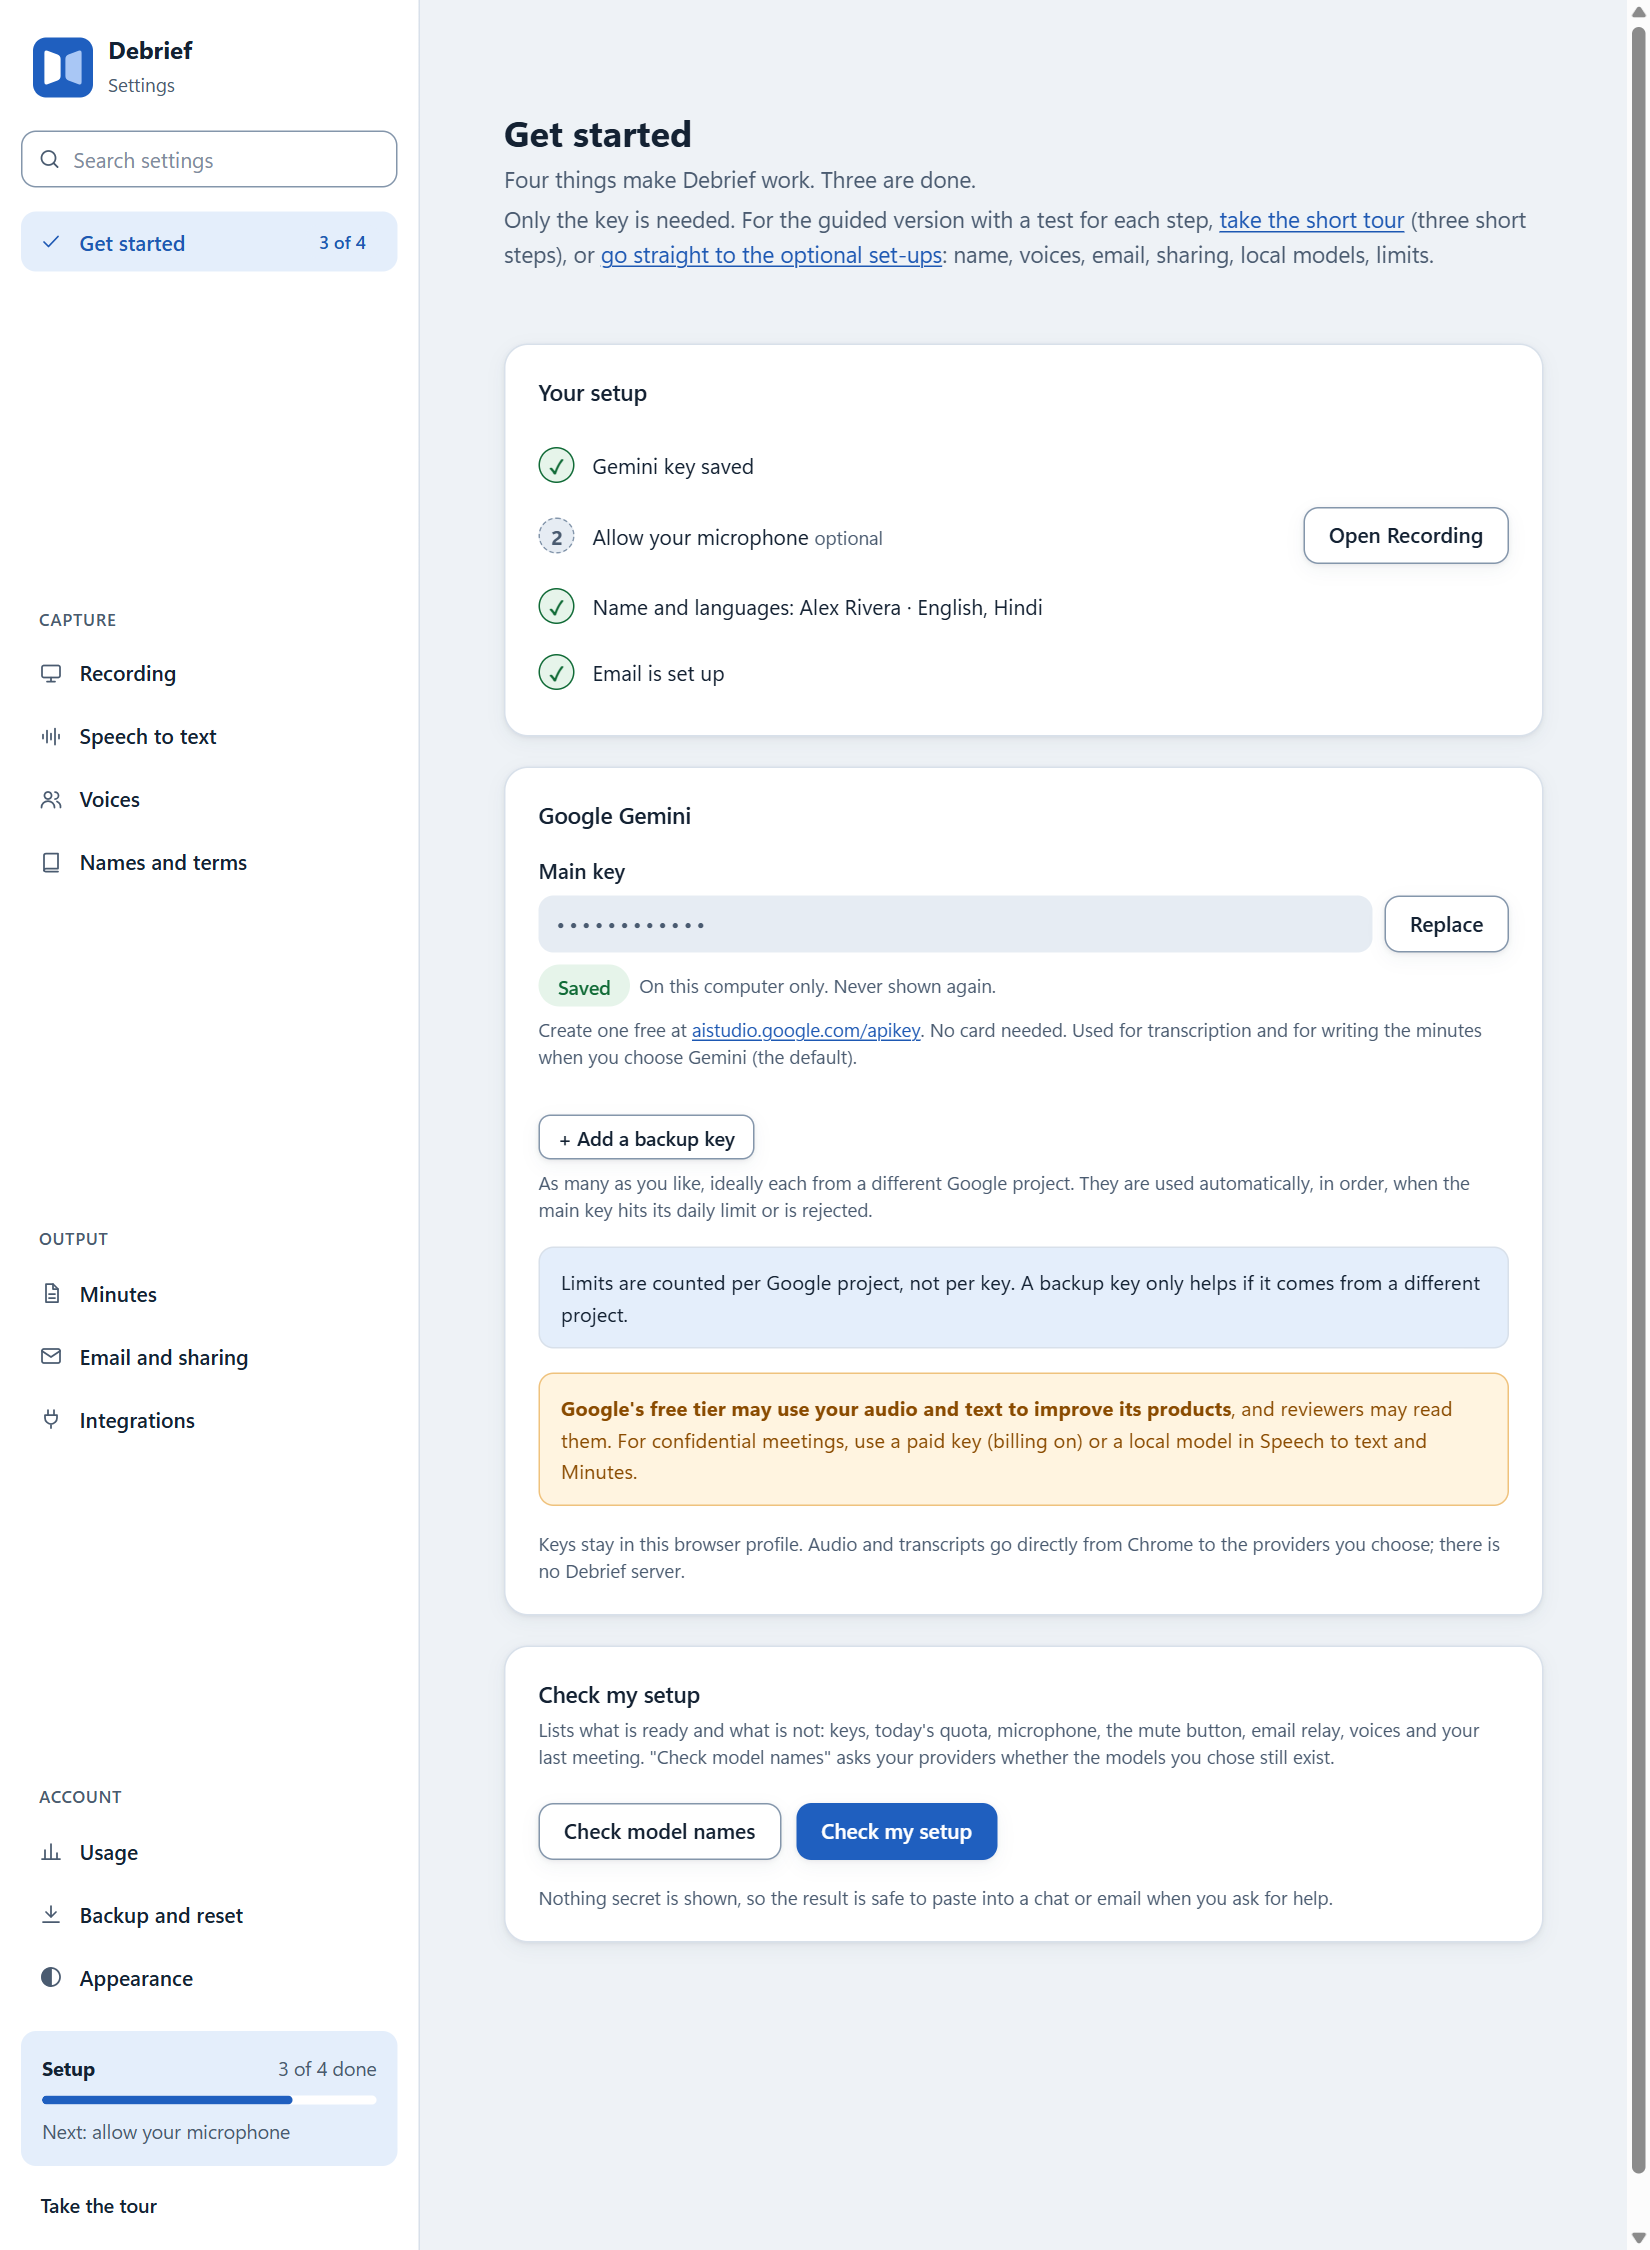 Debrief
Settings
Search settings
Get started
3 of 4
CAPTURE
Recording
Speech to text
Voices
Names and terms
OUTPUT
Minutes
Email and sharing
Integrations
ACCOUNT
Usage
Backup and reset
Appearance
Setup
3 of 4 done
Next: allow your microphone
Take the tour
Get started
Four things make Debrief work. Three are done.
Only the key is needed. For the guided version with a test for each step, take the short tour (three short
steps), or go straight to the optional set-ups: name, voices, email, sharing, local models, limits.
Your setup
Gemini key saved
2
Allow your microphone optional
Open Recording
Name and languages: Alex Rivera · English, Hindi
Email is set up
Google Gemini
Main key
••••••••••••
Replace
Saved
On this computer only. Never shown again.
Create one free at aistudio.google.com/apikey. No card needed. Used for transcription and for writing the minutes
when you choose Gemini (the default).
+ Add a backup key
As many as you like, ideally each from a different Google project. They are used automatically, in order, when the
main key hits its daily limit or is rejected.
Limits are counted per Google project, not per key. A backup key only helps if it comes from a different
project.
Google's free tier may use your audio and text to improve its products, and reviewers may read
them. For confidential meetings, use a paid key (billing on) or a local model in Speech to text and
Minutes.
Keys stay in this browser profile. Audio and transcripts go directly from Chrome to the providers you choose; there is
no Debrief server.
Check my setup
Lists what is ready and what is not: keys, today's quota, microphone, the mute button, email relay, voices and your
last meeting. "Check model names" asks your providers whether the models you chose still exist.
Check model names
Check my setup
Nothing secret is shown, so the result is safe to paste into a chat or email when you ask for help.